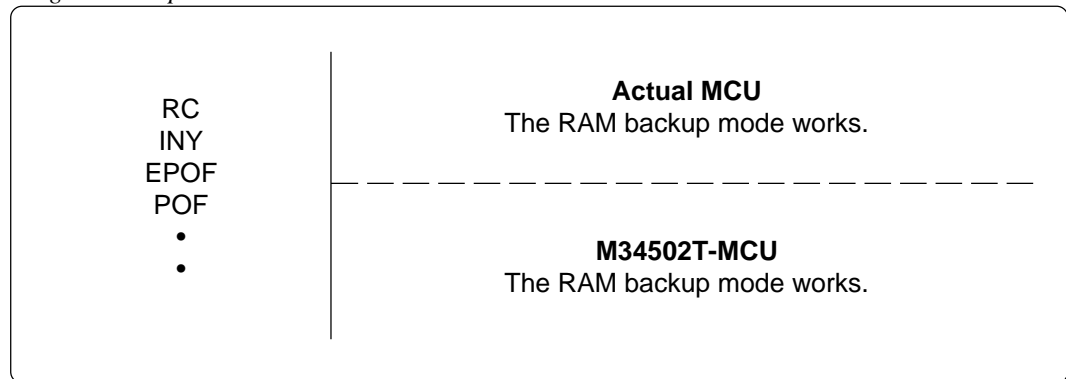 RC
INY
EPOF
POF
•
•
Actual MCU
The RAM backup mode works.
M34502T-MCU
The RAM backup mode works.